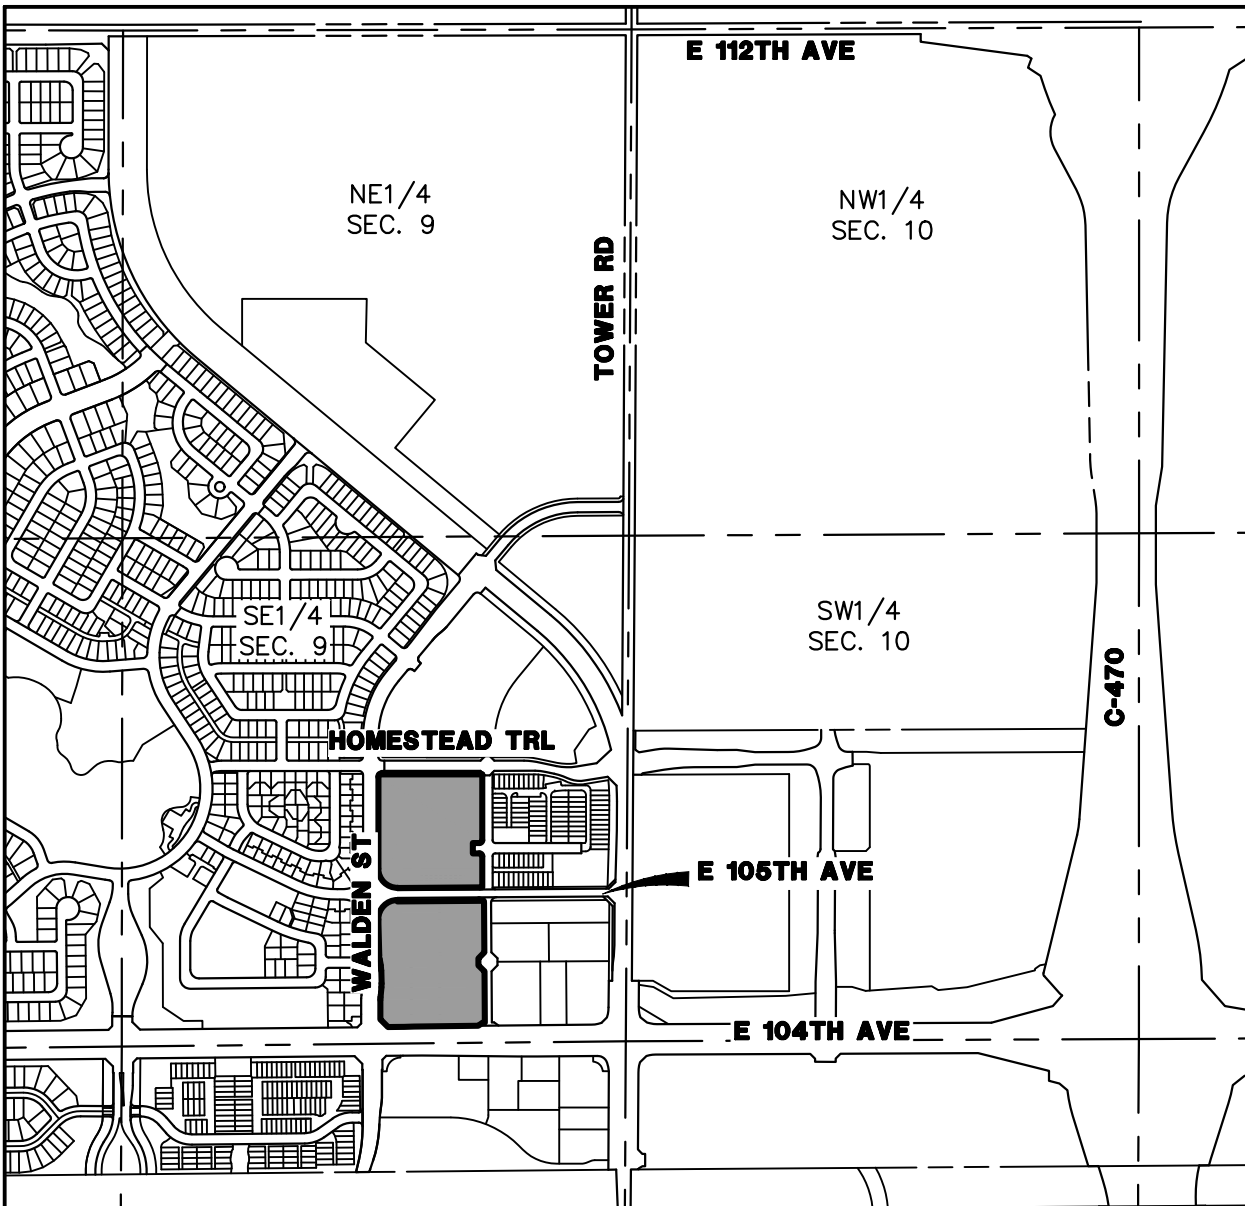 E 112TH AVE
NE1/4
SEC. 9
NW1/4
SEC. 10
TOWER RD
SE1/4
SEC. 9
SW1/4
SEC. 10
C-470
HOMESTEAD TRL
WALDEN ST
E 105TH AVE
E 104TH AVE